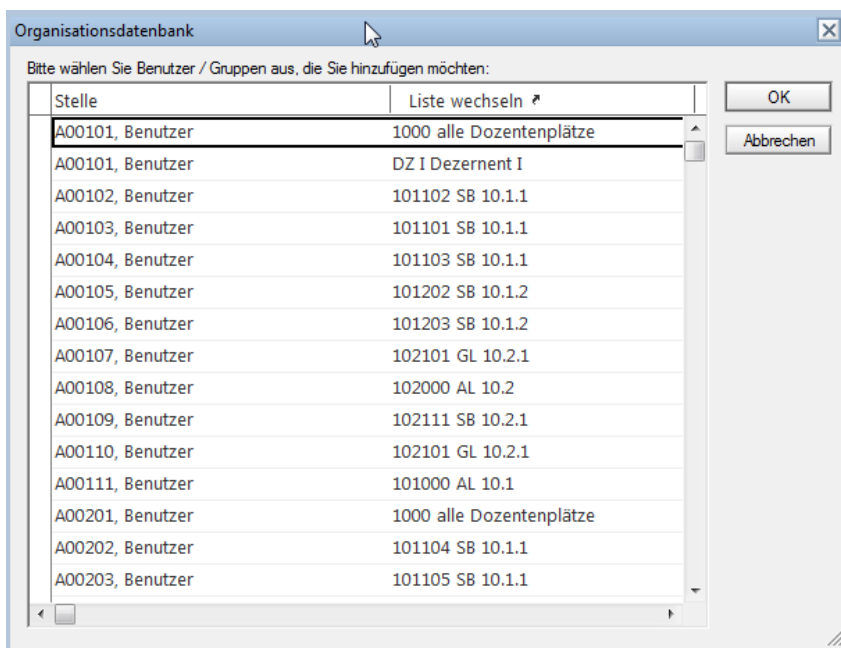 Organisationsdatenbank
Bitte wählen Sie Benutzer / Gruppen aus, die Sie hinzufügen möchten:
Stelle Liste wechseln
OK
Abbrechen
A00101, Benutzer 1000 alle Dozentenplätze
A00101, Benutzer DZ I Dezernent I
A00102, Benutzer 101102 SB 10.1.1
A00103, Benutzer 101101 SB 10.1.1
A00104, Benutzer 101103 SB 10.1.1
A00105, Benutzer 101202 SB 10.1.2
A00106, Benutzer 101203 SB 10.1.2
A00107, Benutzer 102101 GL 10.2.1
A00108, Benutzer 102000 AL 10.2
A00109, Benutzer 102111 SB 10.2.1
A00110, Benutzer 102101 GL 10.2.1
A00111, Benutzer 101000 AL 10.1
A00201, Benutzer 1000 alle Dozentenplätze
A00202, Benutzer 101104 SB 10.1.1
A00203, Benutzer 101105 SB 10.1.1